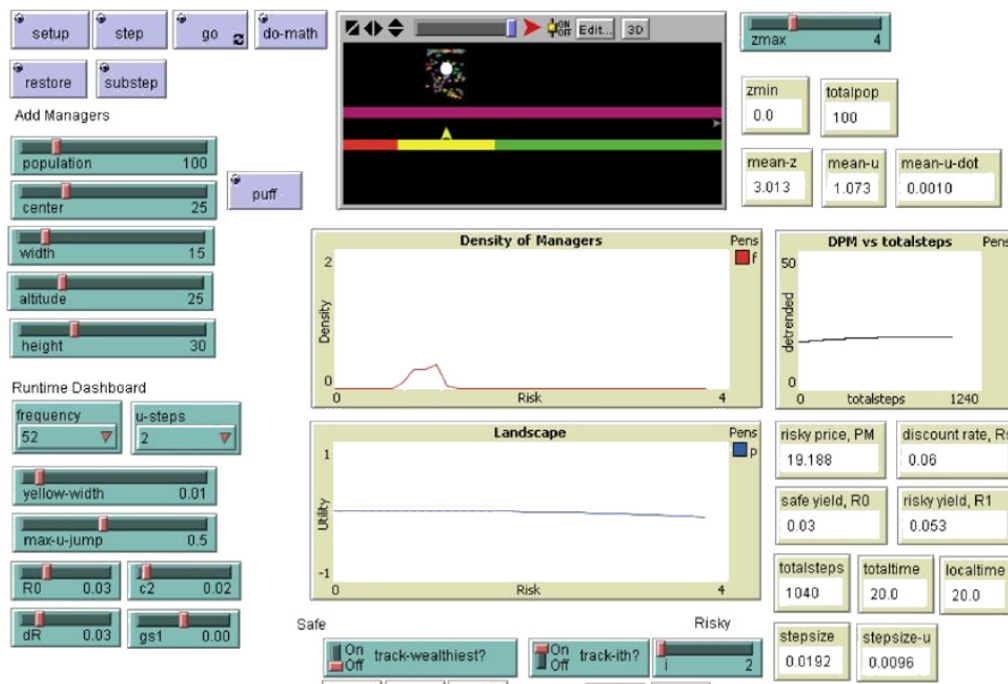 setup step go do-math
restore substep
Add Managers
population 100
center 25
width 15
altitude 25
height 30
puff
Runtime Dashboard
frequency
52
u-steps
2
yellow-width 0.01
max-u-jump 0.5
R0 0.03
c2 0.02
dR 0.03
gs1 0.00
ON
OFF
Edit...
3D
Density of Managers
Pens
f
2
Density
0
0 Risk 4
Landscape
Pens
p
1
Utility
-1
0 Risk 4
Safe Risky
On
Off
track-wealthiest?
On
Off
track-ith?
i 2
zmax 4
zmin
0.0
totalpop
100
mean-z
3.013
mean-u
1.073
mean-u-dot
0.0010
DPM vs totalsteps
Pens
50
detrended
0
0 totalsteps 1240
risky price, PM
19.188
discount rate, Rs
0.06
safe yield, R0
0.03
risky yield, R1
0.053
totalsteps
1040
totaltime
20.0
localtime
20.0
stepsize
0.0192
stepsize-u
0.0096